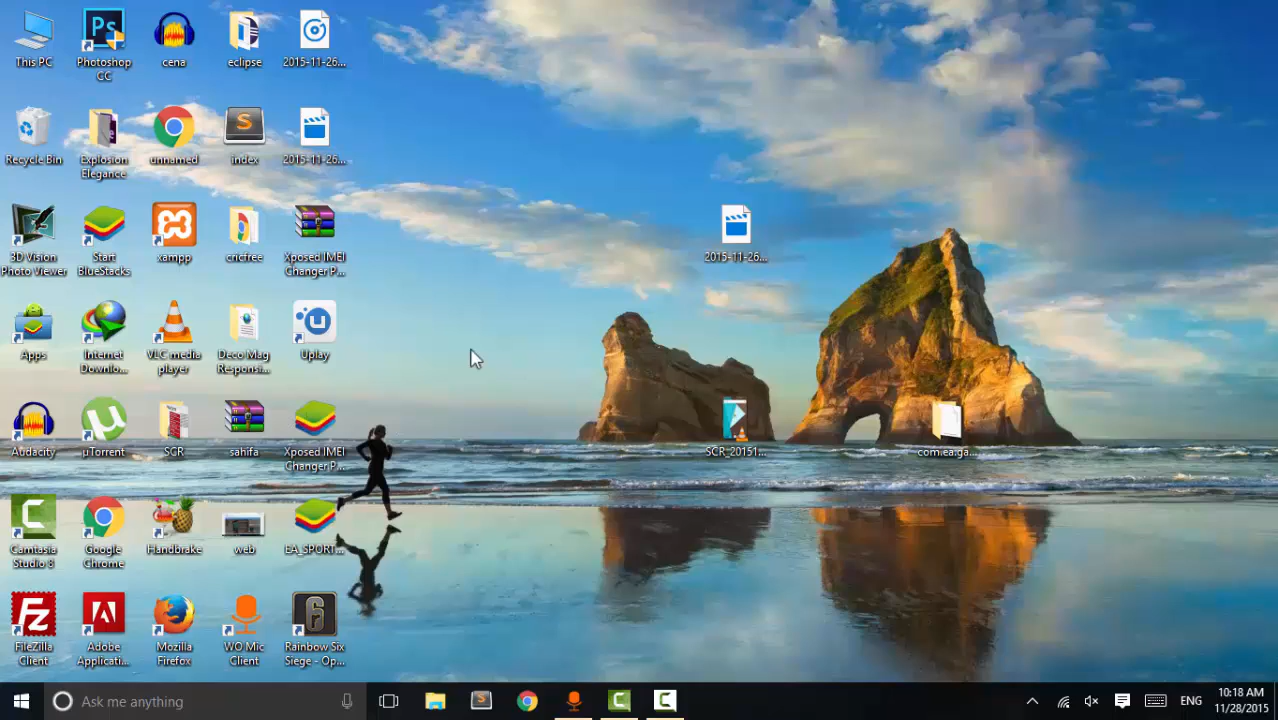 This PC
Photoshop
CC
cena
eclipse
2015-11-26...
Recycle Bin
Explosion
Elegance
unnamed
index
2015-11-26...
3D Vision
Photo Viewer
Start
BlueStacks
xampp
cricfree
Xposed IMEI
Changer P...
2015-11-26...
Apps
Internet
Downlo...
VLC media
player
Deco Mag
Responsi...
Uplay
Audacity
µTorrent
SCR
sahifa
Xposed IMEI
Changer P...
SCR_20151...
com.ea.ga...
Camtasia
Studio 8
Google
Chrome
Handbrake
web
EA_SPORT...
FileZilla
Client
Adobe
Applicati...
Mozilla
Firefox
WO Mic
Client
Rainbow Six
Siege - Op...
Ask me anything
ENG
10:18 AM
11/28/2015